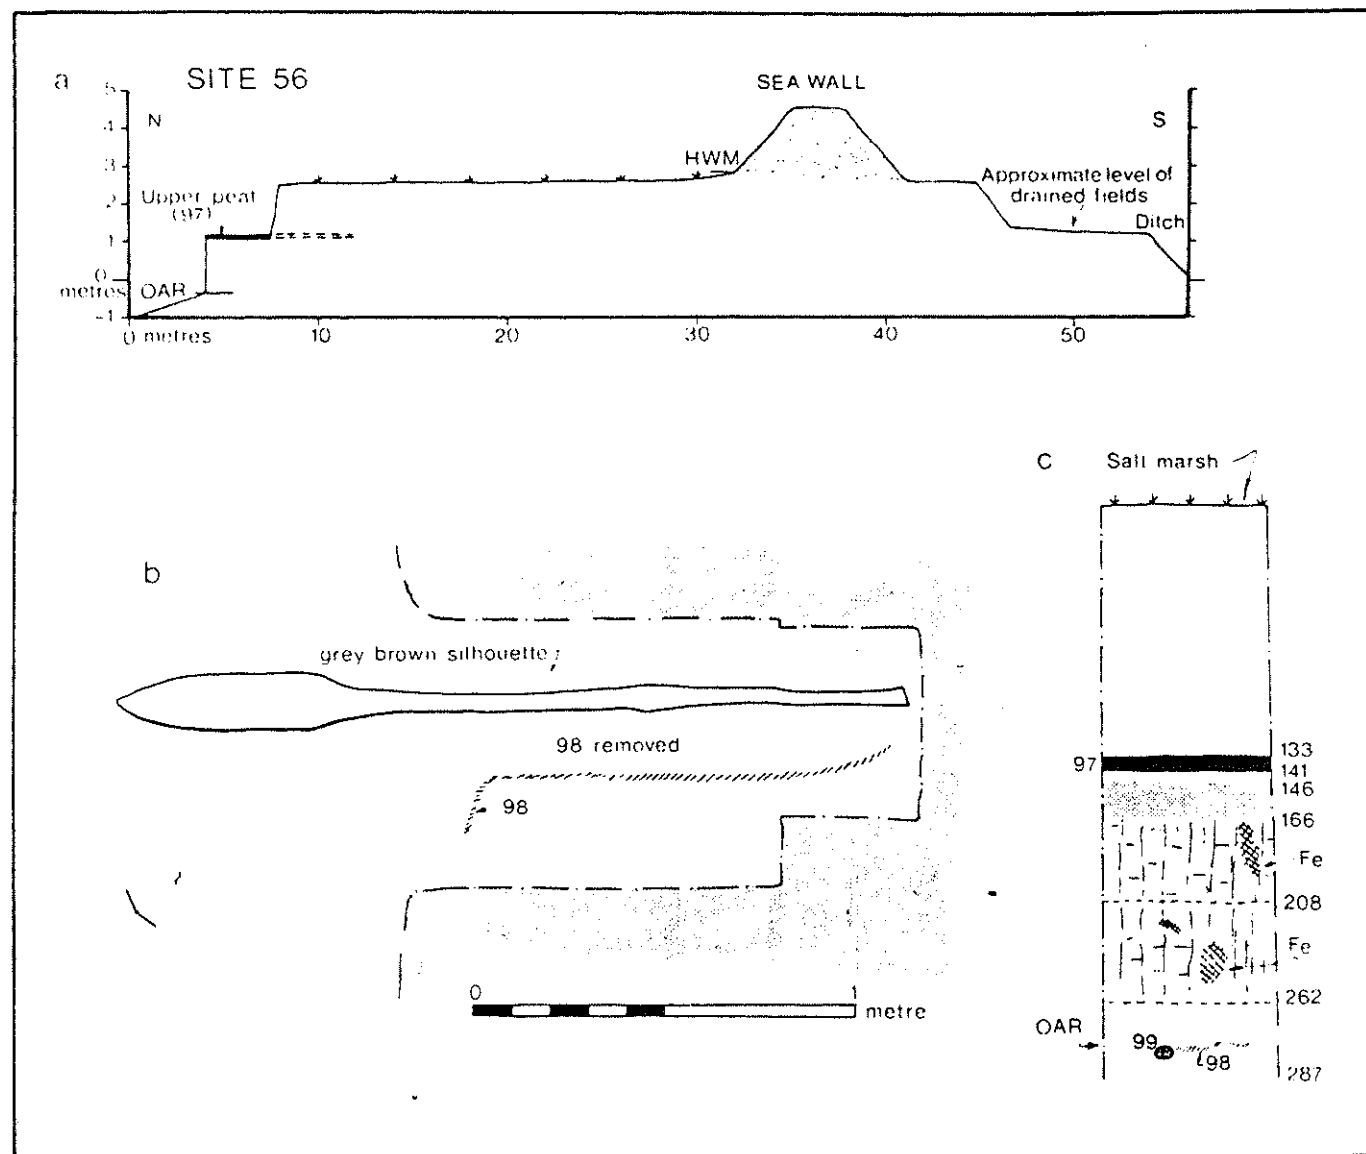 a SITE 56
SEA WALL
5
N
S
4
HWM
3
Approximate level of
drained fields
2
Upper peat
(97)
Ditch
1
0
metres
OAR
-1
0 metres 10 20 30 40 50
c Salt marsh
b
grey brown silhouette
98 removed
98
97
133
141
146
166
Fe
208
Fe
262
0 1
metre
OAR
99
98
287